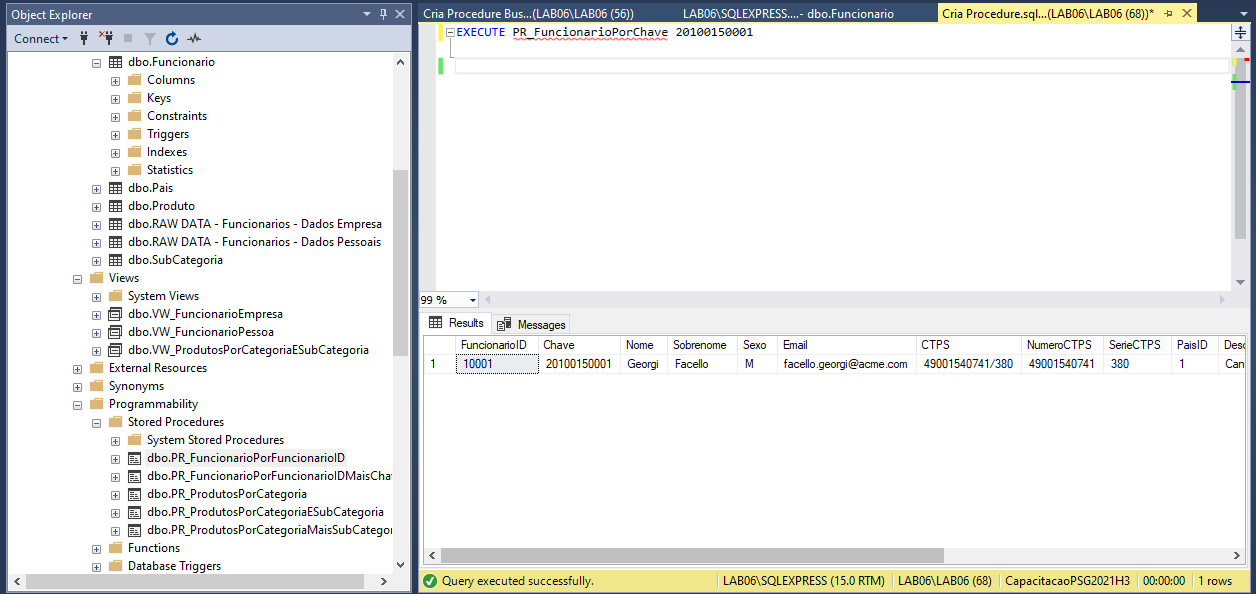 Object Explorer
Connect
dbo.Funcionario
Columns
Keys
Constraints
Triggers
Indexes
Statistics
dbo.Pais
dbo.Produto
dbo.RAW DATA - Funcionarios - Dados Empresa
dbo.RAW DATA - Funcionarios - Dados Pessoais
dbo.SubCategoria
Views
System Views
dbo.VW_FuncionarioEmpresa
dbo.VW_FuncionarioPessoa
dbo.VW_ProdutosPorCategoriaESubCategoria
External Resources
Synonyms
Programmability
Stored Procedures
System Stored Procedures
dbo.PR_FuncionarioPorFuncionarioID
dbo.PR_FuncionarioPorFuncionarioIDMaisCha
dbo.PR_ProdutosPorCategoria
dbo.PR_ProdutosPorCategoriaESubCategoria
dbo.PR_ProdutosPorCategoriaMaisSubCategor
Functions
Database Triggers
Cria Procedure Bus...(LAB06\LAB06 (56)) LAB06\SQLEXPRESS.... - dbo.Funcionario Cria Procedure.sql...(LAB06\LAB06 (68))*
EXECUTE PR_FuncionarioPorChave 20100150001
99 %
Results Messages
FuncionarioID Chave Nome Sobrenome Sexo Email CTPS NumeroCTPS SerieCTPS PaisID Desc
1 10001 20100150001 Georgi Facello M facello.georgi@acme.com 49001540741/380 49001540741 380 1 Can
Query executed successfully. LAB06\SQLEXPRESS (15.0 RTM) LAB06\LAB06 (68) CapacitacaoPSG2021H3 00:00:00 1 rows